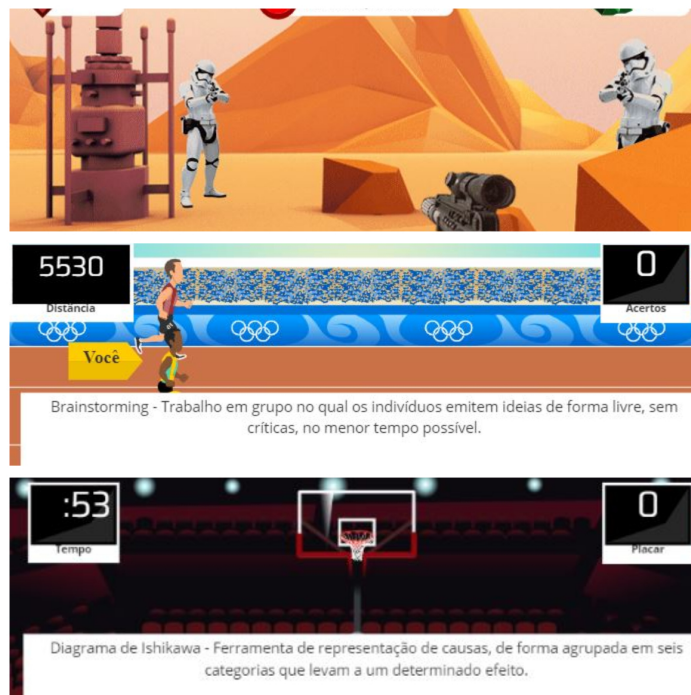 5530
Distância
0
Acertos
Você
Brainstorming - Trabalho em grupo no qual os indivíduos emitem ideias de forma livre, sem
críticas, no menor tempo possível.
:53
Tempo
0
Placar
Diagrama de Ishikawa - Ferramenta de representação de causas, de forma agrupada em seis
categorias que levam a um determinado efeito.